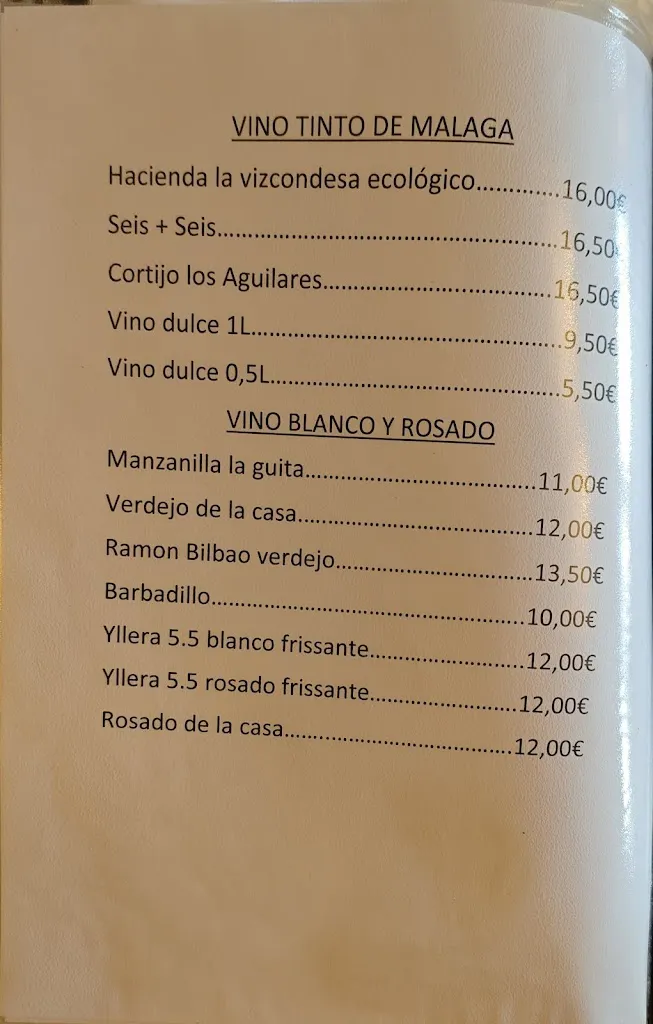 VINO TINTO DE MALAGA
Hacienda la vizcondesa ecológico............16,00€
Seis + Seis....................................................16,50€
Cortijo los Aguilares...................................16,50€
Vino dulce 1L................................................9,50€
Vino dulce 0,5L.............................................5,50€
VINO BLANCO Y ROSADO
Manzanilla la guita...................................11,00€
Verdejo de la casa....................................12,00€
Ramon Bilbao verdejo..............................13,50€
Barbadillo................................................10,00€
Yllera 5.5 blanco frissante.......................12,00€
Yllera 5.5 rosado frissante......................12,00€
Rosado de la casa...................................12,00€